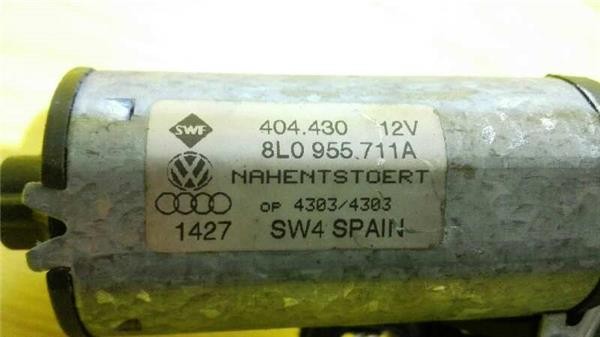 SWF 404.430 12V
8L0 955 711A
NAHENTSTOERT
OP 4303/4303
1427 SW4 SPAIN